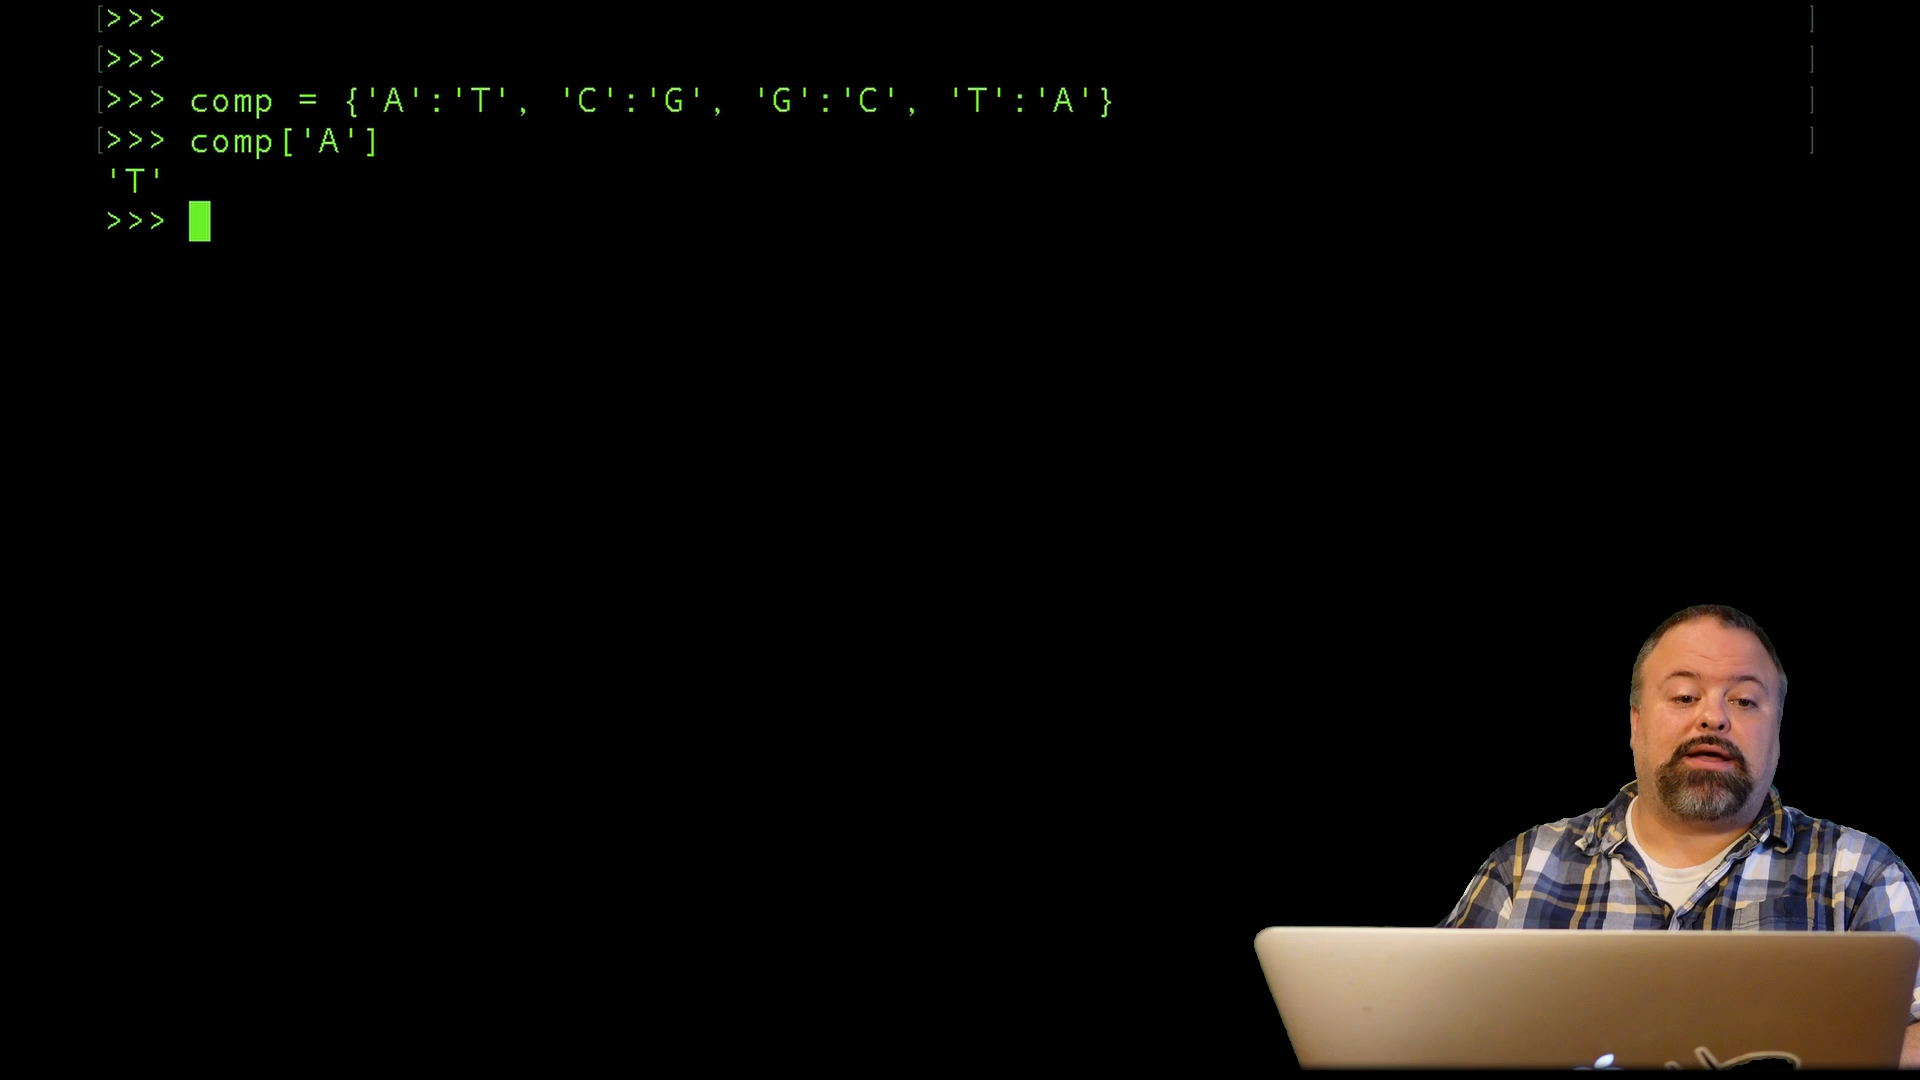 [>>> ]
[>>> ]
[>>> comp = {'A':'T', 'C':'G', 'G':'C', 'T':'A'} ]
[>>> comp['A'] ]
'T'
>>>